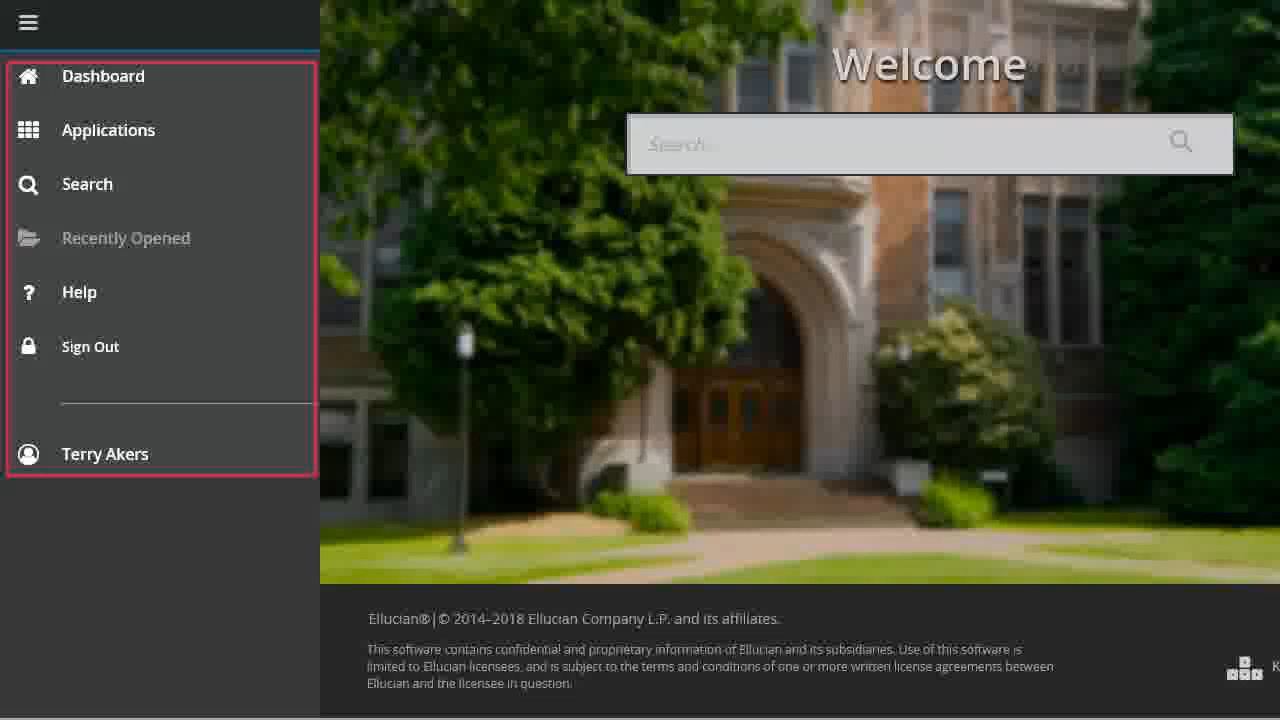 Dashboard
Applications
Search
Recently Opened
Help
Sign Out
Terry Akers
Welcome
Search...
Ellucian®|© 2014–2018 Ellucian Company L.P. and its affiliates.
This software contains confidential and proprietary information of Ellucian and its subsidiaries. Use of this software is
limited to Ellucian licensees, and is subject to the terms and conditions of one or more written license agreements between
Ellucian and the licensee in question.
K